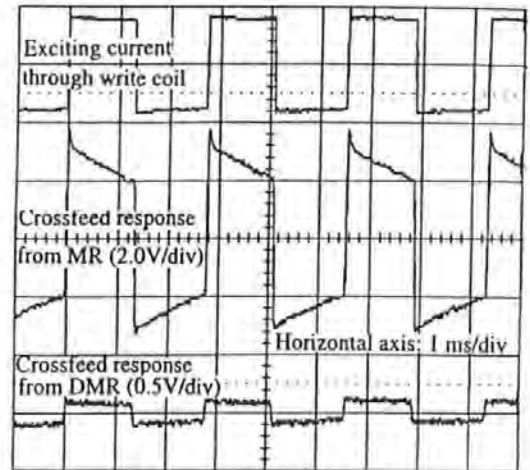 Exciting current
through write coil
Crossfeed response
from MR (2.0V/div)
Horizontal axis: 1 ms/div
Crossfeed response
from DMR (0.5V/div)